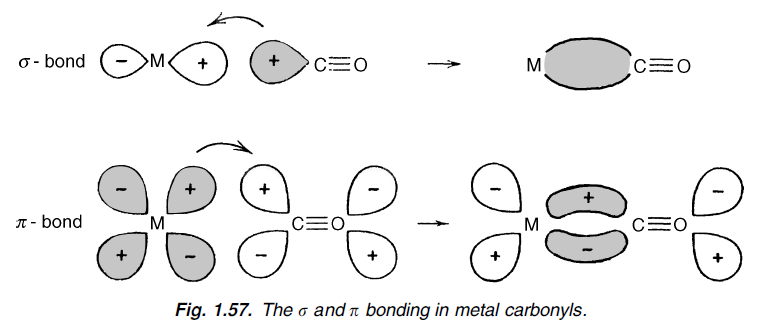 σ - bond − M + + C≡O → M C≡O
− + + − − + −
π - bond M C≡O → M C≡O
+ − − + + − +
Fig. 1.57. The σ and π bonding in metal carbonyls.